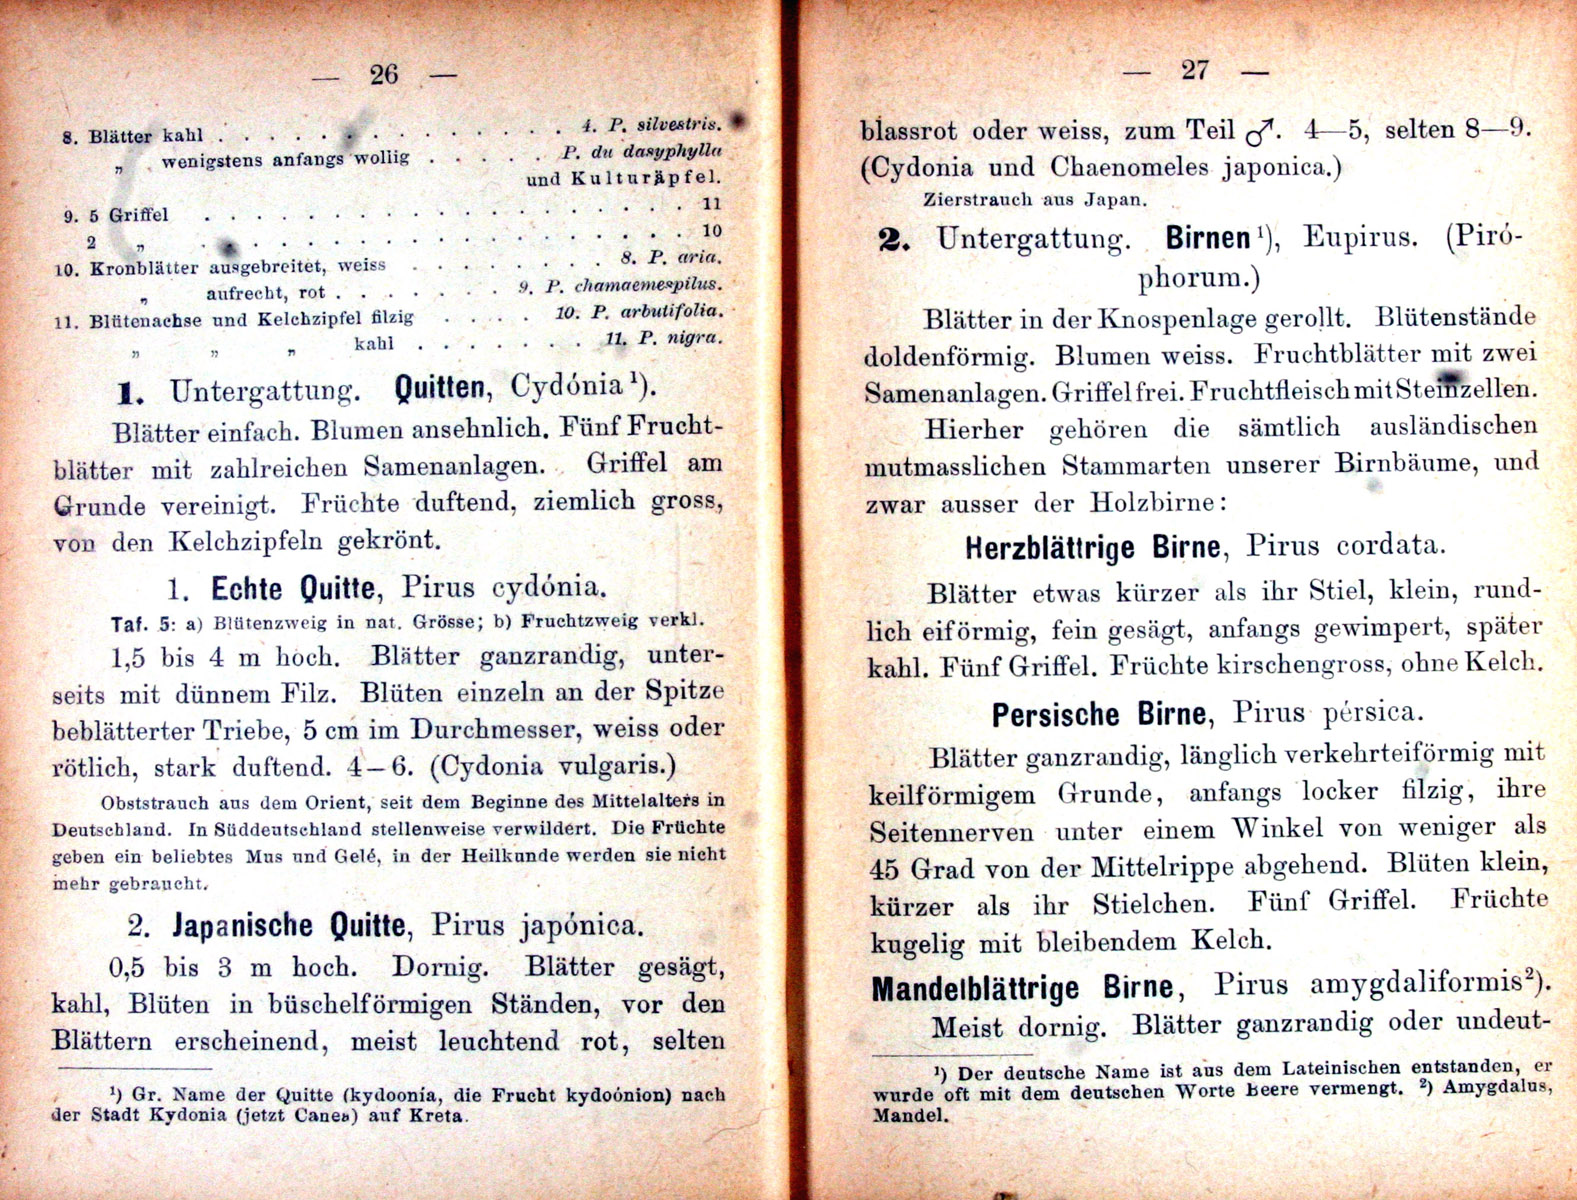 — 26 —
8. Blätter kahl . . . . . . . . . . . . . . 4. P. silvestris.
„ wenigstens anfangs wollig . . . . . P. du dasyphylla
und Kulturäpfel.
9. 5 Griffel . . . . . . . . . . . . . . . . . . . 11
2 „ . . . . . . . . . . . . . . . . . . . 10
10. Kronblätter ausgebreitet, weiss . . . . . . . . 8. P. aria.
„ aufrecht, rot . . . . . . . 9. P. chamaemespilus.
11. Blütenachse und Kelchzipfel filzig . . . . 10. P. arbutifolia.
„ „ „ kahl . . . . . . . 11. P. nigra.
1. Untergattung. Quitten, Cydónia¹).
Blätter einfach. Blumen ansehnlich. Fünf Frucht-
blätter mit zahlreichen Samenanlagen. Griffel am
Grunde vereinigt. Früchte duftend, ziemlich gross,
von den Kelchzipfeln gekrönt.
1. Echte Quitte, Pirus cydónia.
Taf. 5: a) Blütenzweig in nat. Grösse; b) Fruchtzweig verkl.
1,5 bis 4 m hoch. Blätter ganzrandig, unter-
seits mit dünnem Filz. Blüten einzeln an der Spitze
beblätterter Triebe, 5 cm im Durchmesser, weiss oder
rötlich, stark duftend. 4—6. (Cydonia vulgaris.)
Obststrauch aus dem Orient, seit dem Beginne des Mittelalters in
Deutschland. In Süddeutschland stellenweise verwildert. Die Früchte
geben ein beliebtes Mus und Gelé, in der Heilkunde werden sie nicht
mehr gebraucht.
2. Japanische Quitte, Pirus japónica.
0,5 bis 3 m hoch. Dornig. Blätter gesägt,
kahl, Blüten in büschelförmigen Ständen, vor den
Blättern erscheinend, meist leuchtend rot, selten
¹) Gr. Name der Quitte (kydoonía, die Frucht kydoónion) nach
der Stadt Kydonia (jetzt Canea) auf Kreta.
— 27 —
blassrot oder weiss, zum Teil ♂. 4—5, selten 8—9.
(Cydonia und Chaenomeles japonica.)
Zierstrauch aus Japan.
2. Untergattung. Birnen¹), Eupirus. (Piró-
phorum.)
Blätter in der Knospenlage gerollt. Blütenstände
doldenförmig. Blumen weiss. Fruchtblätter mit zwei
Samenanlagen. Griffel frei. Fruchtfleisch mit Steinzellen.
Hierher gehören die sämtlich ausländischen
mutmasslichen Stammarten unserer Birnbäume, und
zwar ausser der Holzbirne:
Herzblättrige Birne, Pirus cordata.
Blätter etwas kürzer als ihr Stiel, klein, rund-
lich eiförmig, fein gesägt, anfangs gewimpert, später
kahl. Fünf Griffel. Früchte kirschengross, ohne Kelch.
Persische Birne, Pirus pérsica.
Blätter ganzrandig, länglich verkehrteiförmig mit
keilförmigem Grunde, anfangs locker filzig, ihre
Seitennerven unter einem Winkel von weniger als
45 Grad von der Mittelrippe abgehend. Blüten klein,
kürzer als ihr Stielchen. Fünf Griffel. Früchte
kugelig mit bleibendem Kelch.
Mandelblättrige Birne, Pirus amygdaliformis²).
Meist dornig. Blätter ganzrandig oder undeut-
¹) Der deutsche Name ist aus dem Lateinischen entstanden, er
wurde oft mit dem deutschen Worte Beere vermengt. ²) Amygdalus,
Mandel.